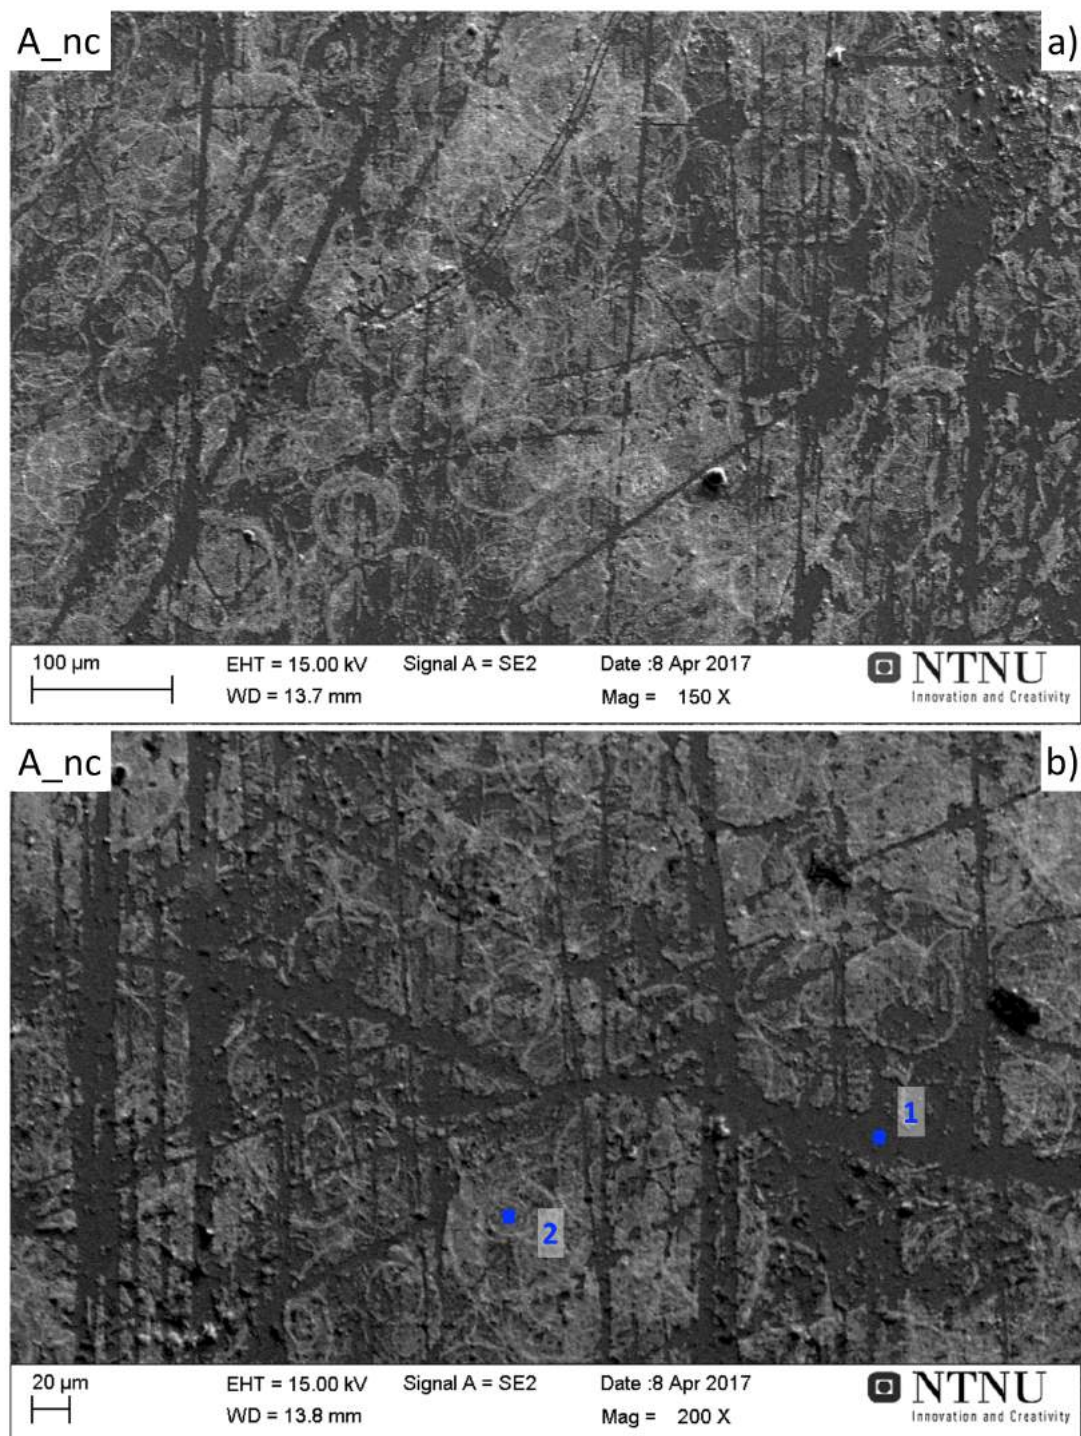 A_nc
a)
100 µm
EHT = 15.00 kV
Signal A = SE2
Date :8 Apr 2017
NTNU
WD = 13.7 mm
Mag = 150 X
Innovation and Creativity
A_nc
b)
1
2
20 µm
EHT = 15.00 kV
Signal A = SE2
Date :8 Apr 2017
NTNU
WD = 13.8 mm
Mag = 200 X
Innovation and Creativity